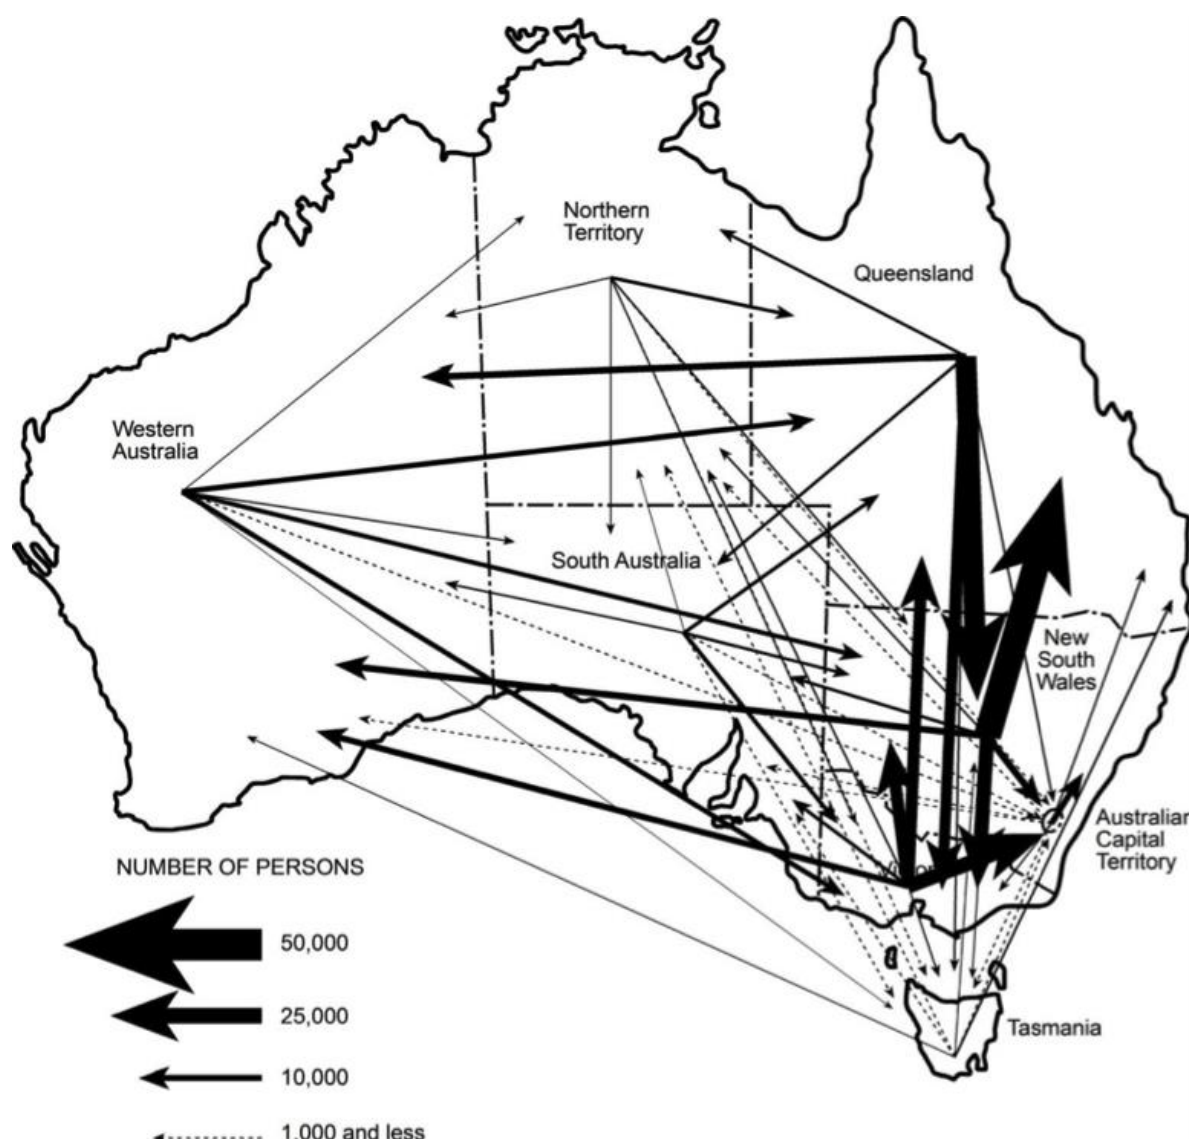 Northern
Territory
Queensland
Western
Australia
South Australia
New
South
Wales
Australian
Capital
Territory
NUMBER OF PERSONS
50,000
25,000
Tasmania
10,000
1,000 and less